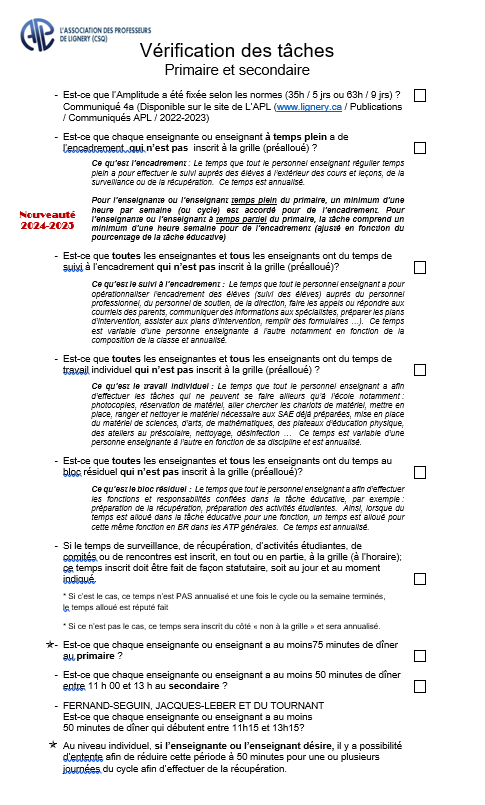 L'ASSOCIATION DES PROFESSEURS
DE LIGNERY (CSQ)
Vérification des tâches
Primaire et secondaire
- Est-ce que l'Amplitude a été fixée selon les normes (35h / 5 jrs ou 63h / 9 jrs) ?
Communiqué 4a (Disponible sur le site de L'APL (www.lignery.ca / Publications
/ Communiqués APL / 2022-2023)
- Est-ce que chaque enseignante ou enseignant à temps plein a de
l'encadrement qui n'est pas inscrit à la grille (préalloué) ?
Ce qu'est l'encadrement : Le temps que tout le personnel enseignant régulier temps
plein a pour effectuer le suivi auprès des élèves à l'extérieur des cours et leçons, de la
surveillance ou de la récupération. Ce temps est annualisé.
Pour l'enseignante ou l'enseignant temps plein du primaire, un minimum d'une
heure par semaine (ou cycle) est accordé pour de l'encadrement. Pour
l'enseignante ou l'enseignant à temps partiel du primaire, la tâche comprend un
minimum d'une heure semaine pour de l'encadrement (ajusté en fonction du
pourcentage de la tâche éducative)
Nouveauté
2024-2025
- Est-ce que toutes les enseignantes et tous les enseignants ont du temps de
suivi à l'encadrement qui n'est pas inscrit à la grille (préalloué)?
Ce qu'est le suivi à l'encadrement : Le temps que tout le personnel enseignant a pour
opérationnaliser l'encadrement des élèves (suivi des élèves) auprès du personnel
professionnel, du personnel de soutien, de la direction, faire les appels ou répondre aux
courriels des parents, communiquer des informations aux spécialistes, préparer les plans
d'intervention, assister aux plans d'intervention, remplir des formulaires …). Ce temps
est variable d'une personne enseignante à l'autre notamment en fonction de la
composition de la classe et annualisé.
- Est-ce que toutes les enseignantes et tous les enseignants ont du temps de
travail individuel qui n'est pas inscrit à la grille (préalloué) ?
Ce qu'est le travail individuel : Le temps que tout le personnel enseignant a afin
d'effectuer les tâches qui ne peuvent se faire ailleurs qu'à l'école notamment :
photocopies, réservation de matériel, aller chercher les chariots de matériel, mettre en
place, ranger et nettoyer le matériel nécessaire aux SAE déjà préparées, mise en place
du matériel de sciences, d'arts, de mathématiques, des plateaux d'éducation physique,
des ateliers au préscolaire, nettoyage, désinfection … Ce temps est variable d'une
personne enseignante à l'autre en fonction de sa discipline et est annualisé.
- Est-ce que toutes les enseignantes et tous les enseignants ont du temps au
bloc résiduel qui n'est pas inscrit à la grille (préalloué)?
Ce qu'est le bloc résiduel : Le temps que tout le personnel enseignant a afin d'effectuer
les fonctions et responsabilités confiées dans la tâche éducative, par exemple :
préparation de la récupération, préparation des activités étudiantes. Ainsi, lorsque du
temps est alloué dans la tâche éducative pour une fonction, un temps est alloué pour
cette même fonction en BR dans les ATP générales. Ce temps est annualisé.
- Si le temps de surveillance, de récupération, d'activités étudiantes, de
comités ou de rencontres est inscrit, en tout ou en partie, à la grille (à l'horaire);
ce temps inscrit doit être fait de façon statutaire, soit au jour et au moment
indiqué.
* Si c'est le cas, ce temps n'est PAS annualisé et une fois le cycle ou la semaine terminés,
le temps alloué est réputé fait
* Si ce n'est pas le cas, ce temps sera inscrit du côté « non à la grille » et sera annualisé.
★- Est-ce que chaque enseignante ou enseignant a au moins75 minutes de dîner
au primaire ?
- Est-ce que chaque enseignante ou enseignant a au moins 50 minutes de dîner
entre 11 h 00 et 13 h au secondaire ?
- FERNAND-SEGUIN, JACQUES-LEBER ET DU TOURNANT
Est-ce que chaque enseignante ou enseignant a au moins
50 minutes de dîner qui débutent entre 11h15 et 13h15?
★ Au niveau individuel, si l'enseignante ou l'enseignant désire, il y a possibilité
d'entente afin de réduire cette période à 50 minutes pour une ou plusieurs
journées du cycle afin d'effectuer de la récupération.